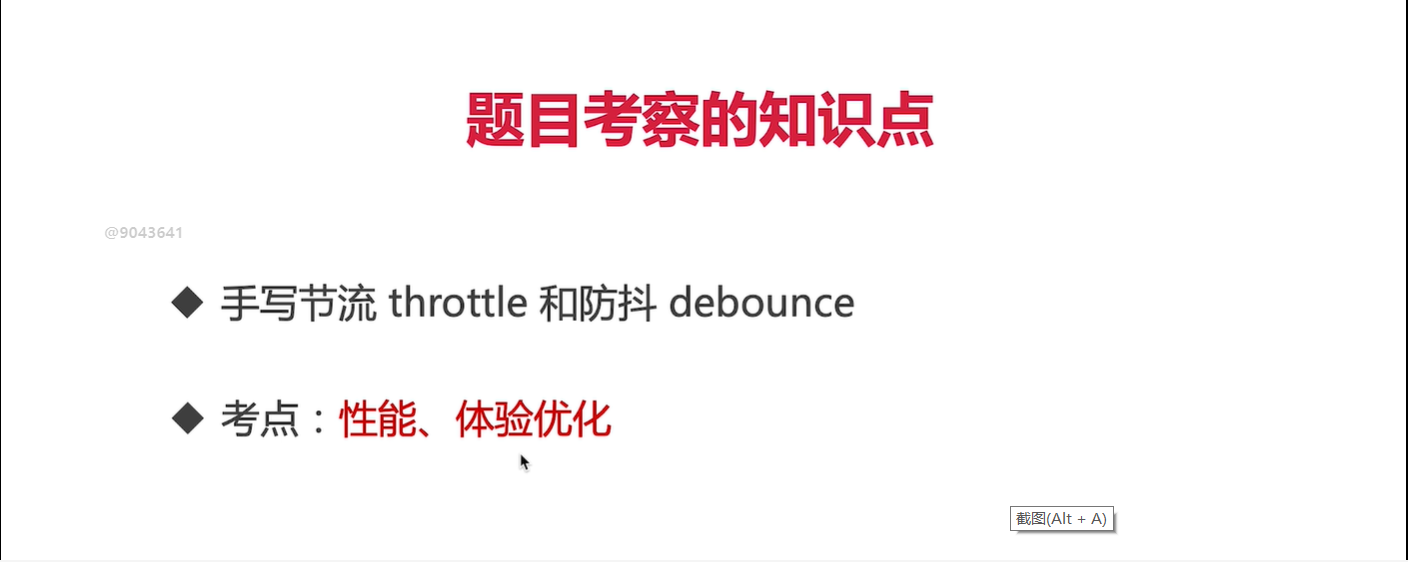 题目考察的知识点
@9043641
◆ 手写节流 throttle 和防抖 debounce
◆ 考点：性能、体验优化
截图(Alt + A)